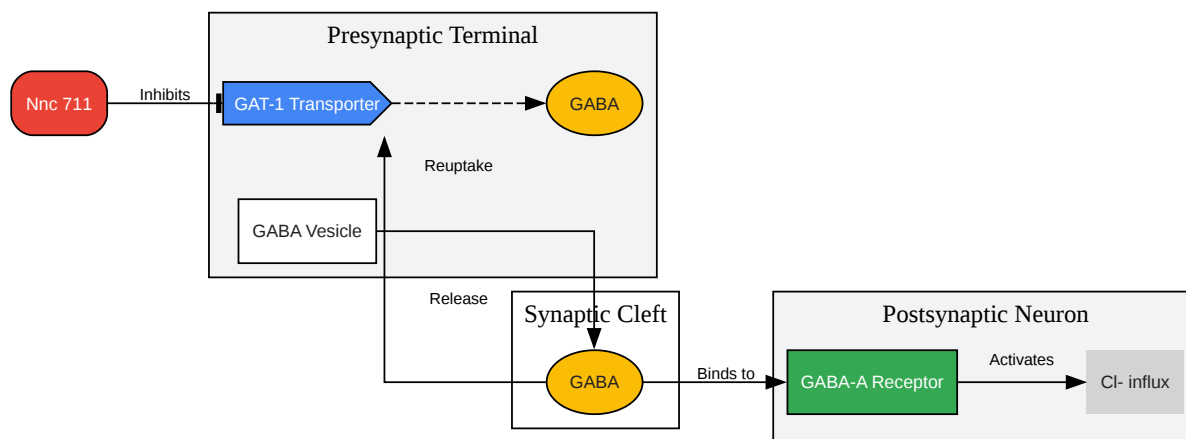 Presynaptic Terminal
Nnc 711
Inhibits
GAT-1 Transporter
GABA
Reuptake
GABA Vesicle
Release
Synaptic Cleft
GABA
Binds to
Postsynaptic Neuron
GABA-A Receptor
Activates
Cl- influx